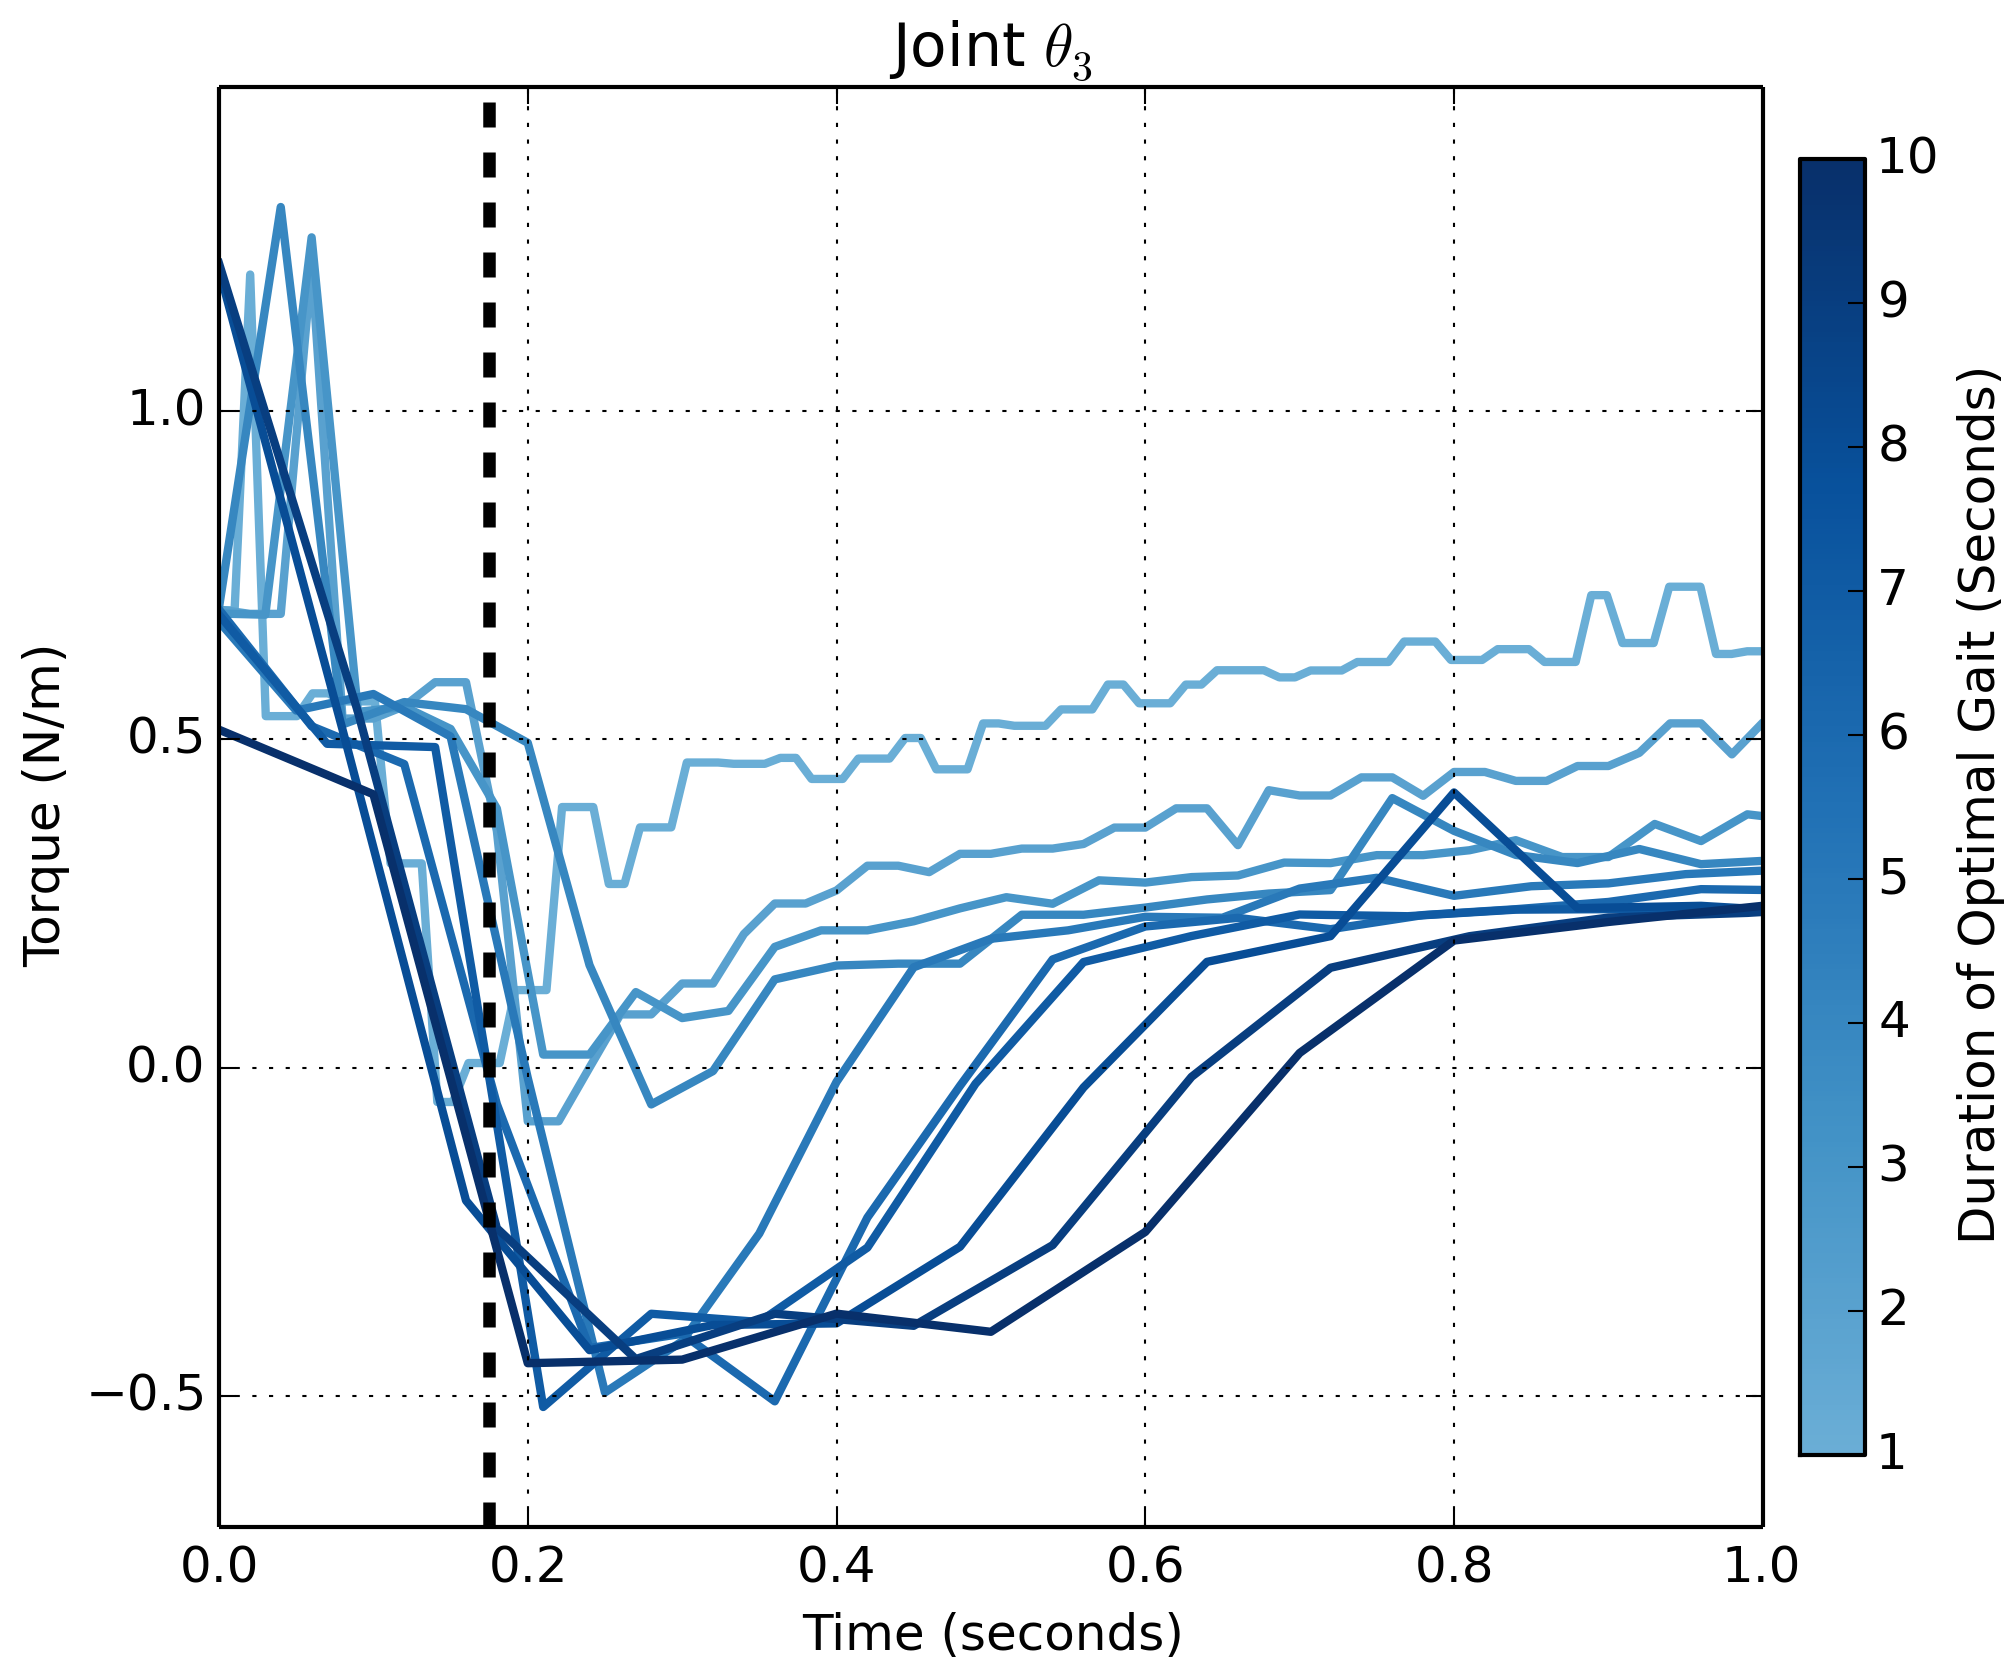 Joint θ₃
1.0
0.5
0.0
−0.5
Torque (N/m)
0.0 0.2 0.4 0.6 0.8 1.0
Time (seconds)
10
9
8
7
6
5
4
3
2
1
Duration of Optimal Gait (Seconds)